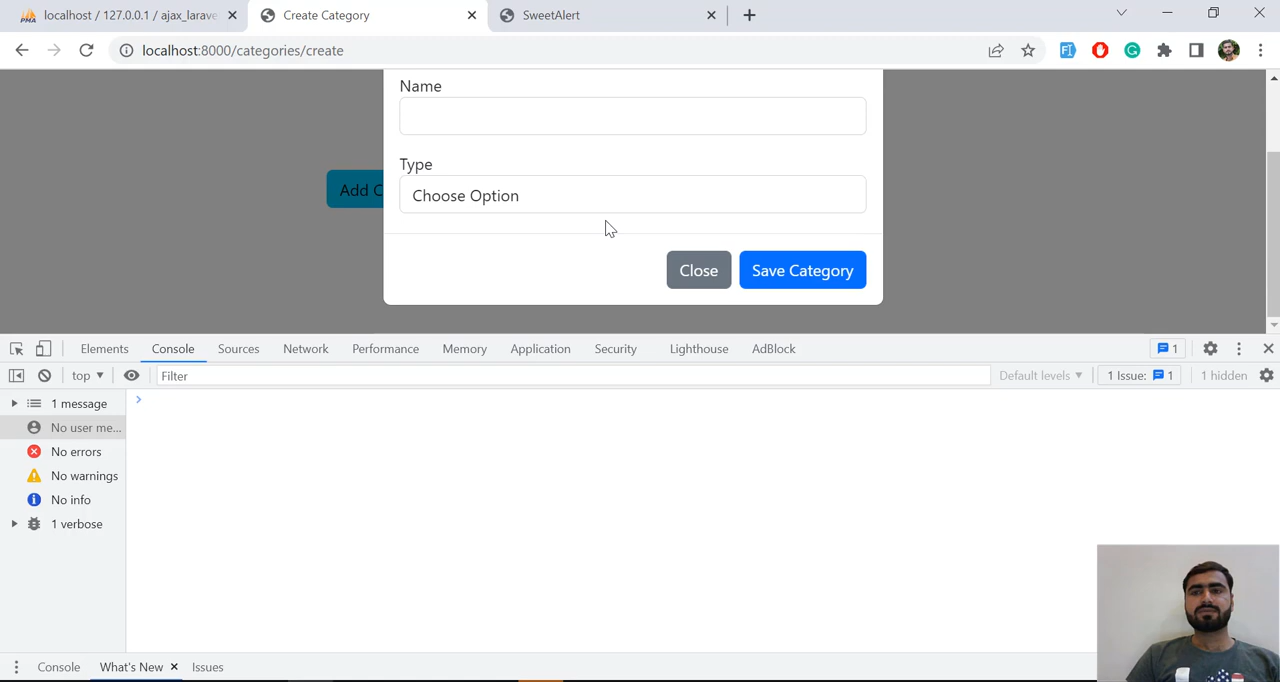 localhost / 127.0.0.1 / ajax_larave
Create Category
SweetAlert
localhost:8000/categories/create
Name
Add C
Type
Choose Option
Close
Save Category
Elements
Console
Sources
Network
Performance
Memory
Application
Security
Lighthouse
AdBlock
1
top
Filter
Default levels
1 Issue: 1
1 hidden
1 message
No user me...
No errors
No warnings
No info
1 verbose
Console
What's New
Issues